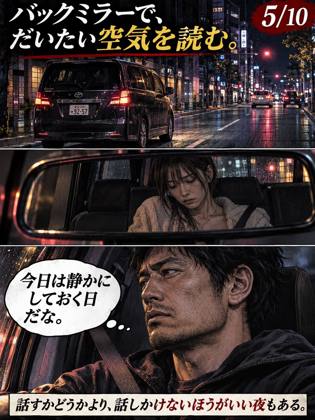 バックミラーで、
だいたい空気を読む。
5/10
今日は静かに
しておく日
だな。
話すかどうかより、話しかけないほうがいい夜もある。